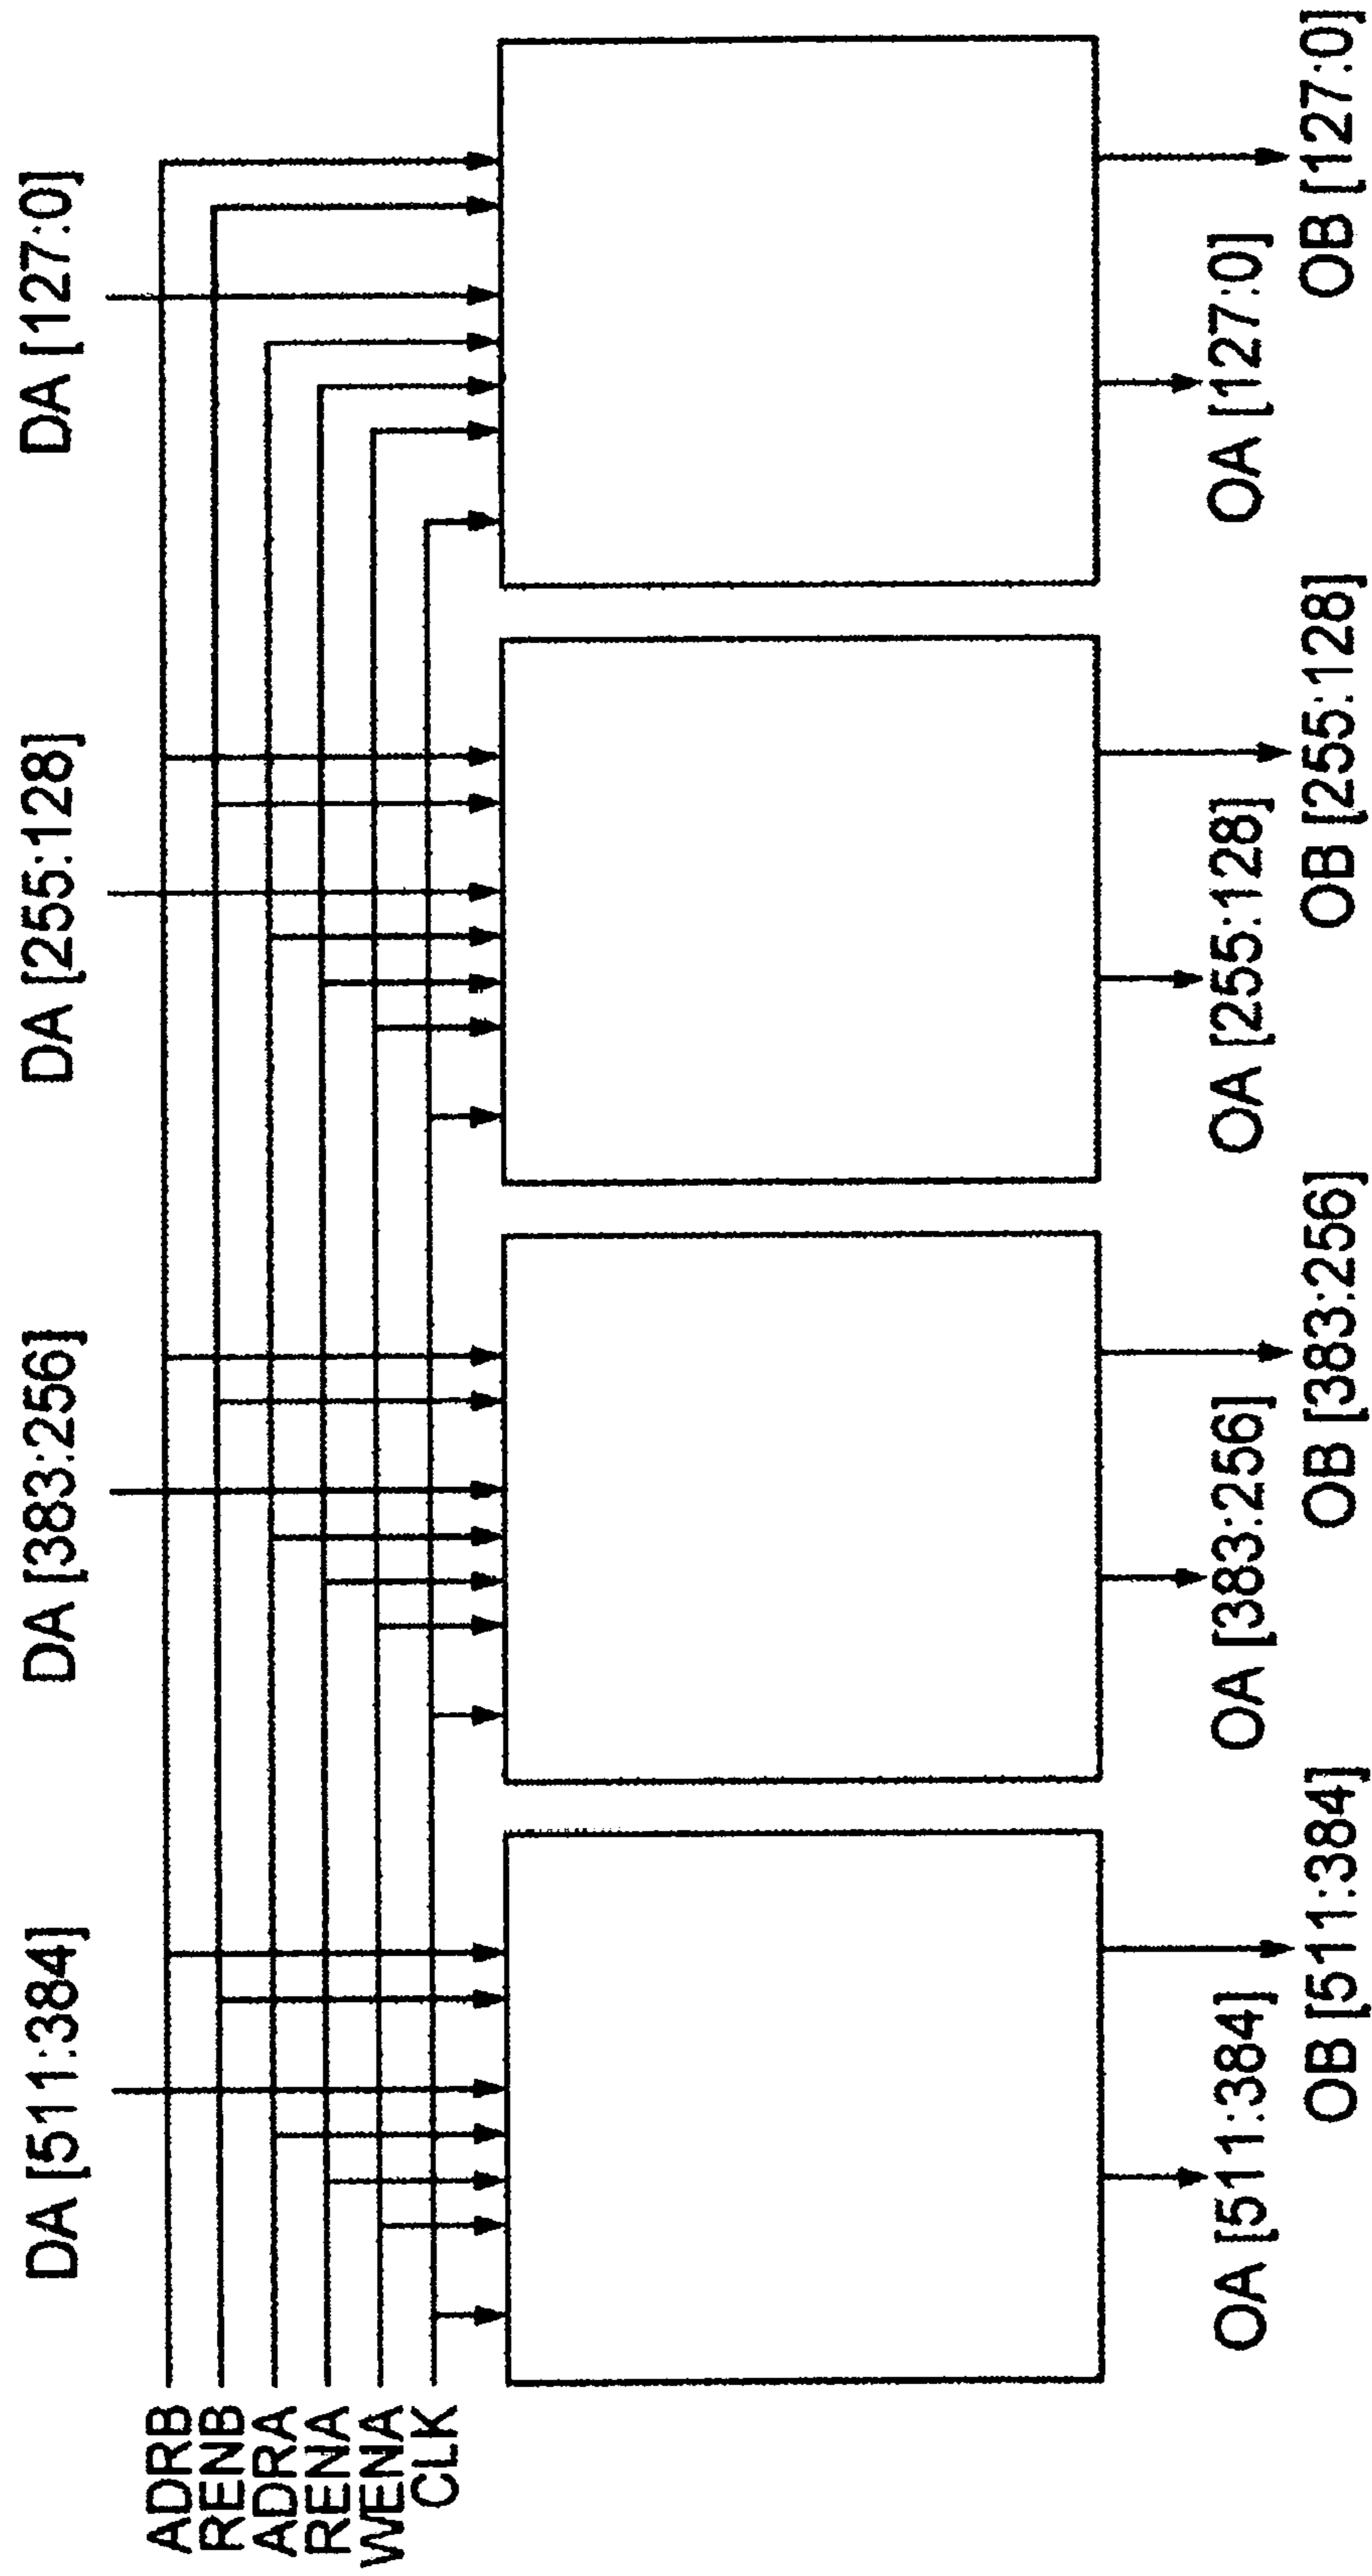 DA [511:384]
DA [383:256]
DA [255:128]
DA [127:0]
ADRB
RENB
ADRA
RENA
WENA
CLK
OA [511:384]
OA [383:256]
OA [255:128]
OA [127:0]
OB [511:384]
OB [383:256]
OB [255:128]
OB [127:0]